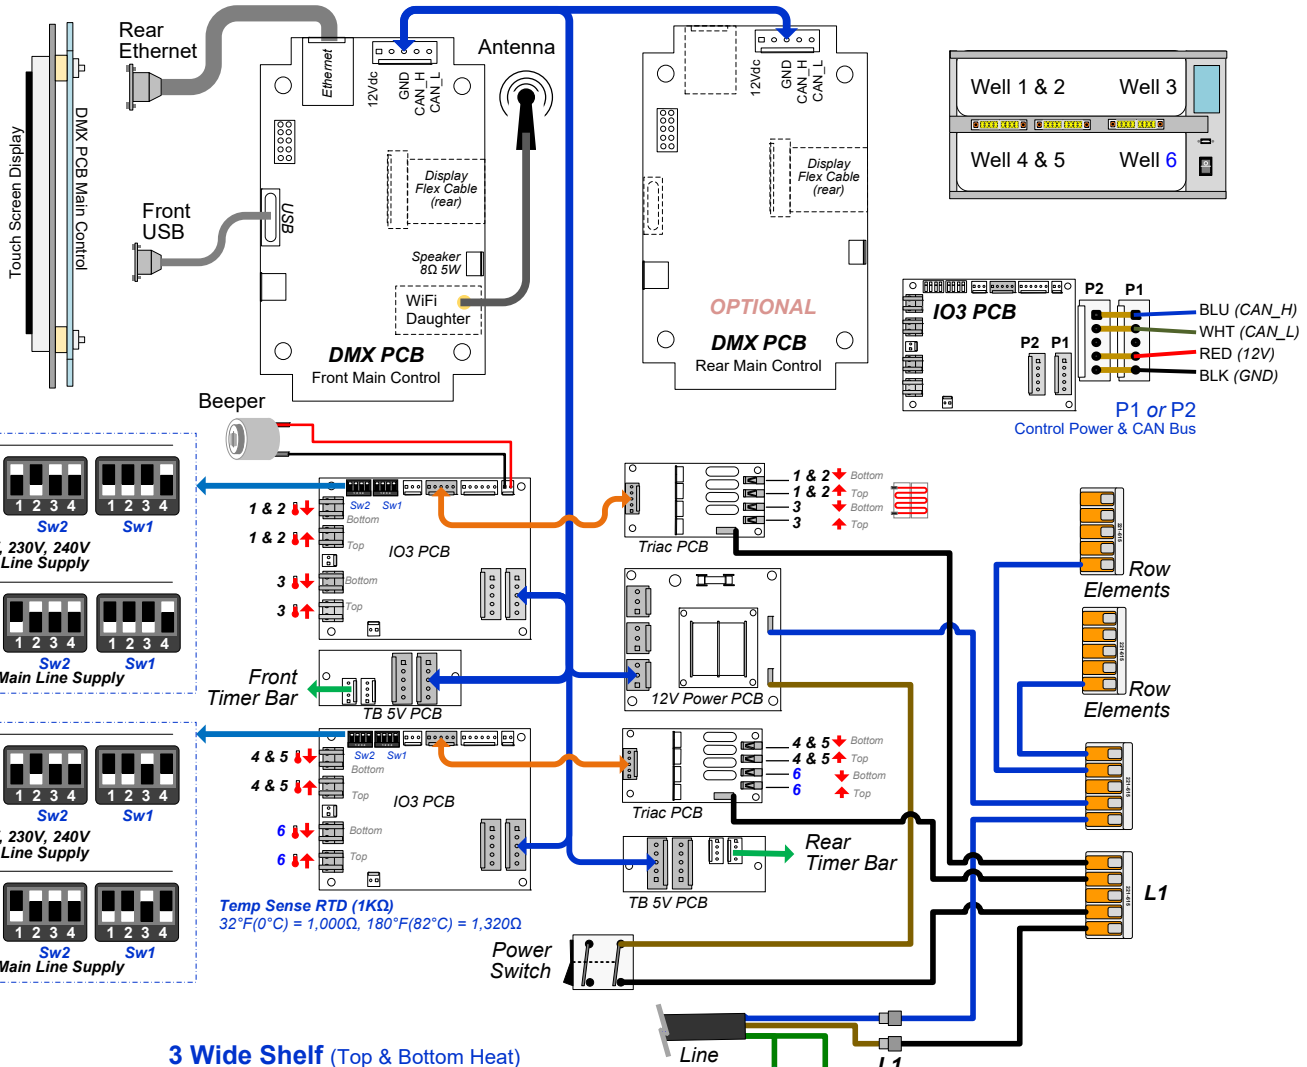 Rear
Ethernet
Ethernet
12Vdc
GND
CAN_H
CAN_L
Antenna
12Vdc
GND
CAN_H
CAN_L
Well 1 & 2
Well 3
Well 4 & 5
Well 6
Touch Screen Display
DMX PCB Main Control
Front
USB
USB
Display
Flex Cable
(rear)
Display
Flex Cable
(rear)
Speaker
8Ω 5W
WiFi
Daughter
DMX PCB
Front Main Control
OPTIONAL
DMX PCB
Rear Main Control
IO3 PCB
P2 P1
P2 P1
BLU (CAN_H)
WHT (CAN_L)
RED (12V)
BLK (GND)
P1 or P2
Control Power & CAN Bus
Beeper
1 2 3 4
1 2 3 4
Sw2
Sw1
, 230V, 240V
Line Supply
1 2 3 4
1 2 3 4
Sw2
Sw1
Main Line Supply
Sw2
Sw1
1 & 2
Bottom
1 & 2
Top
3
Bottom
3
Top
IO3 PCB
1 & 2
Bottom
1 & 2
Top
3
Bottom
3
Top
Triac PCB
12V Power PCB
Front
Timer Bar
TB 5V PCB
Row
Elements
Row
Elements
1 2 3 4
1 2 3 4
Sw2
Sw1
, 230V, 240V
Line Supply
1 2 3 4
1 2 3 4
Sw2
Sw1
Main Line Supply
Sw2
Sw1
4 & 5
Bottom
4 & 5
Top
6
Bottom
6
Top
IO3 PCB
4 & 5
Bottom
4 & 5
Top
6
Bottom
6
Top
Triac PCB
Rear
Timer Bar
TB 5V PCB
L1
Temp Sense RTD (1KΩ)
32°F(0°C) = 1,000Ω, 180°F(82°C) = 1,320Ω
Power
Switch
Line
L1
3 Wide Shelf (Top & Bottom Heat)